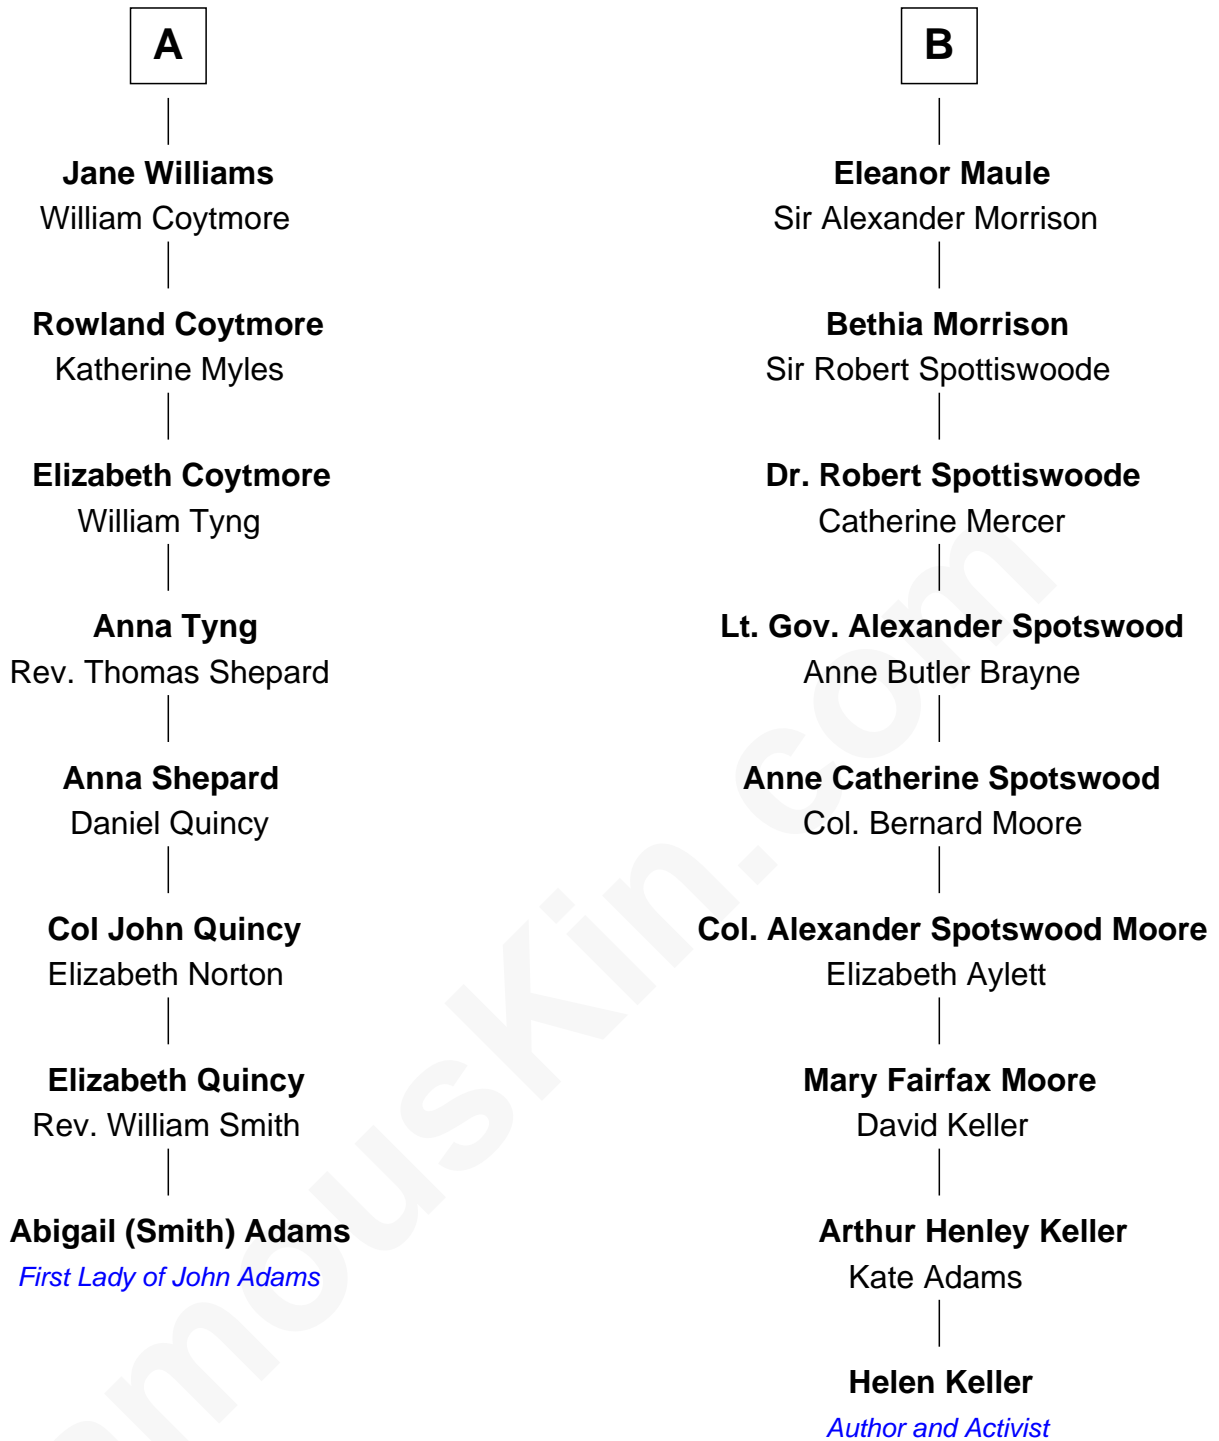 A
Jane Williams
William Coytmore
Rowland Coytmore
Katherine Myles
Elizabeth Coytmore
William Tyng
Anna Tyng
Rev. Thomas Shepard
Anna Shepard
Daniel Quincy
Col John Quincy
Elizabeth Norton
Elizabeth Quincy
Rev. William Smith
Abigail (Smith) Adams
First Lady of John Adams
B
Eleanor Maule
Sir Alexander Morrison
Bethia Morrison
Sir Robert Spottiswoode
Dr. Robert Spottiswoode
Catherine Mercer
Lt. Gov. Alexander Spotswood
Anne Butler Brayne
Anne Catherine Spotswood
Col. Bernard Moore
Col. Alexander Spotswood Moore
Elizabeth Aylett
Mary Fairfax Moore
David Keller
Arthur Henley Keller
Kate Adams
Helen Keller
Author and Activist
amouskin.com